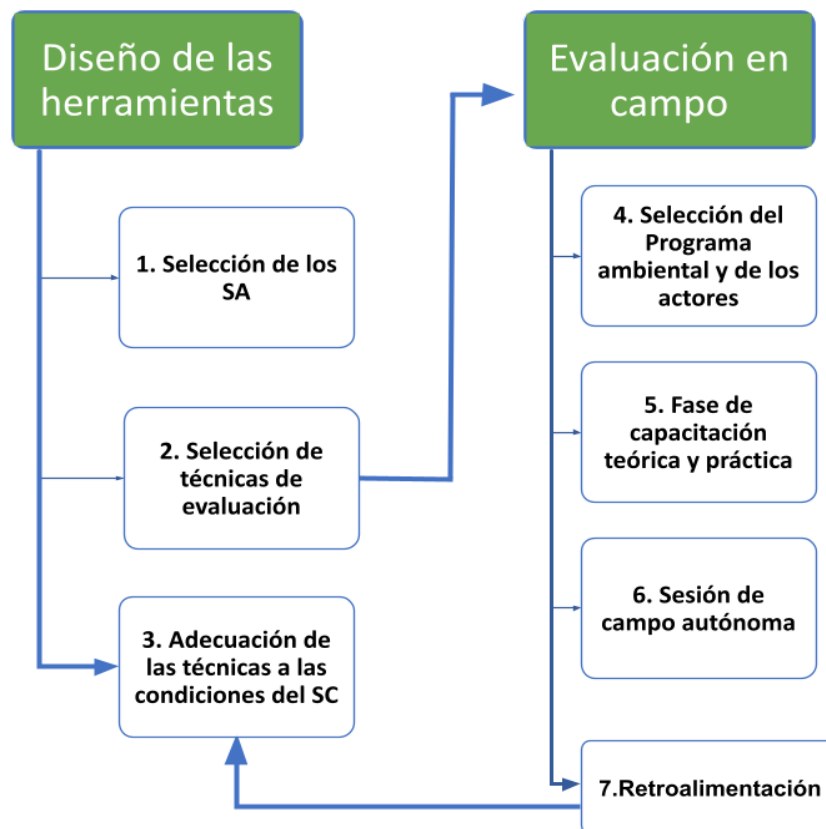 Diseño de las
herramientas
1. Selección de los
SA
2. Selección de
técnicas de
evaluación
3. Adecuación de
las técnicas a las
condiciones del SC
Evaluación en
campo
4. Selección del
Programa
ambiental y de los
actores
5. Fase de
capacitación
teórica y práctica
6. Sesión de
campo autónoma
7.Retroalimentación